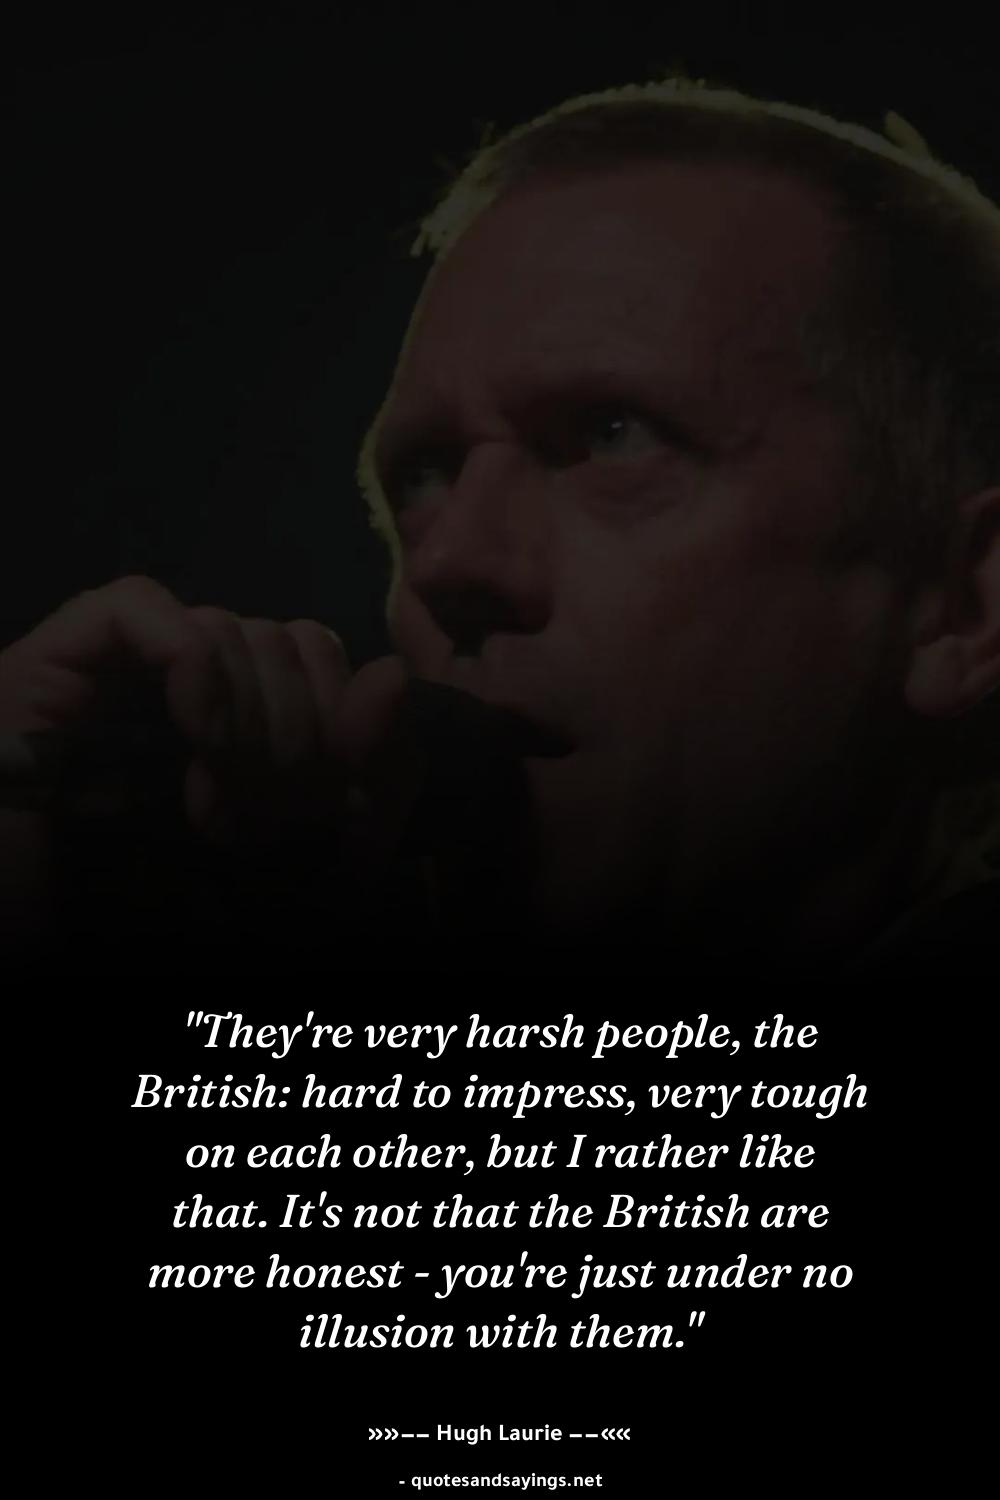 "They're very harsh people, the
British: hard to impress, very tough
on each other, but I rather like
that. It's not that the British are
more honest - you're just under no
illusion with them."
»»−− Hugh Laurie −−««
- quotesandsayings.net